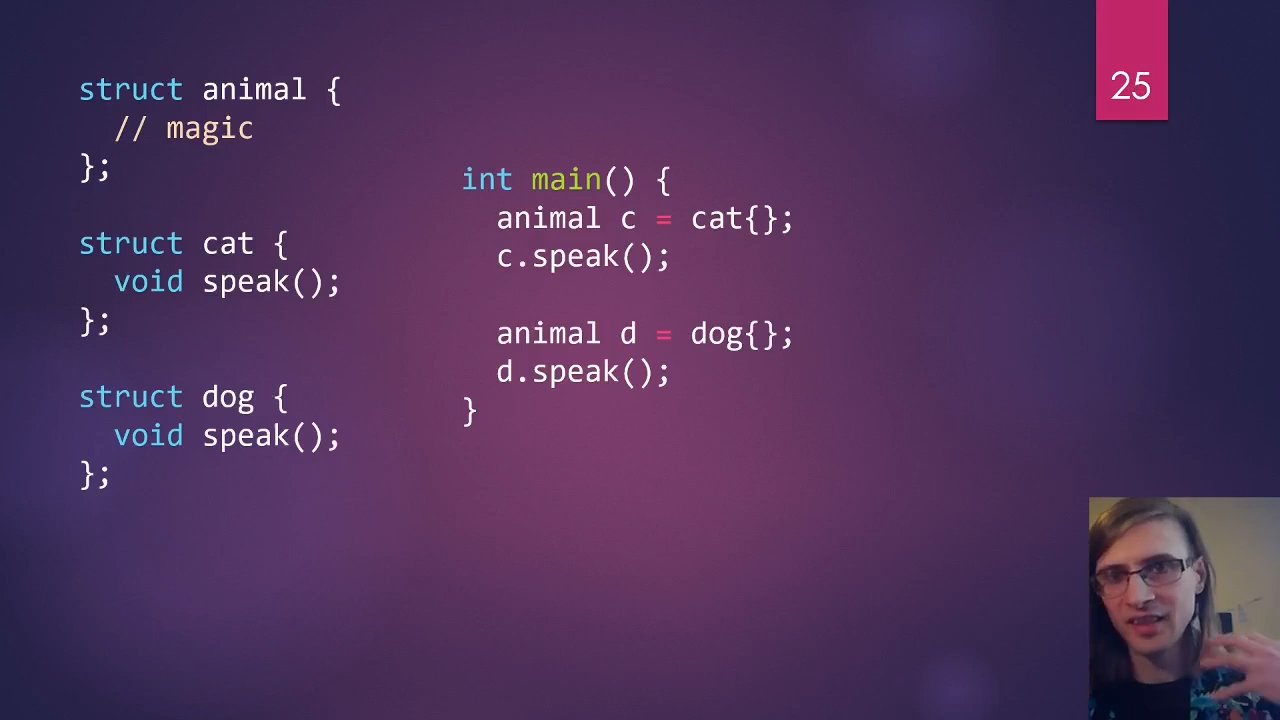 struct animal {
  // magic
};
struct cat {
  void speak();
};
struct dog {
  void speak();
};
int main() {
  animal c = cat{};
  c.speak();
  animal d = dog{};
  d.speak();
}
25